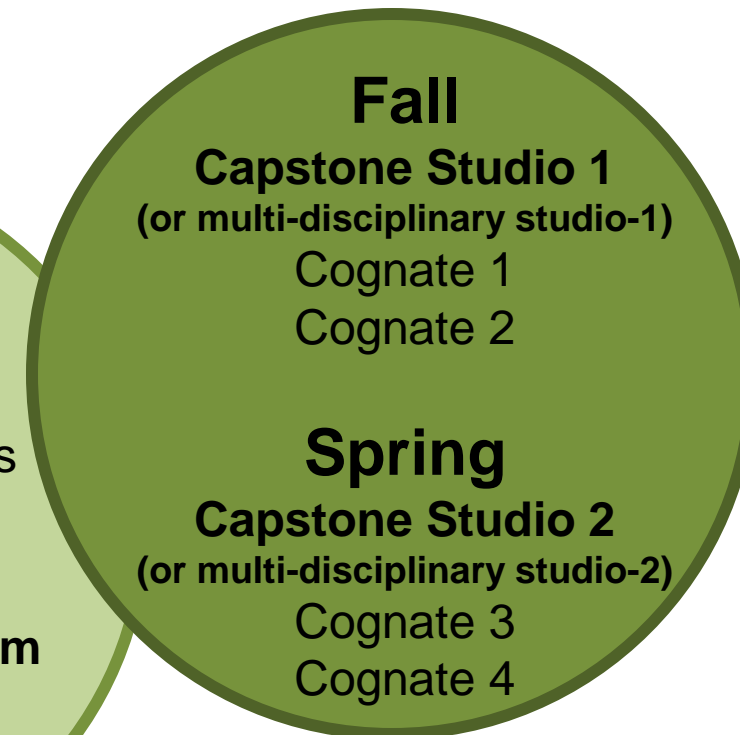 Fall
Capstone Studio 1
(or multi-disciplinary studio-1)
Cognate 1
Cognate 2
Spring
Capstone Studio 2
(or multi-disciplinary studio-2)
Cognate 3
Cognate 4